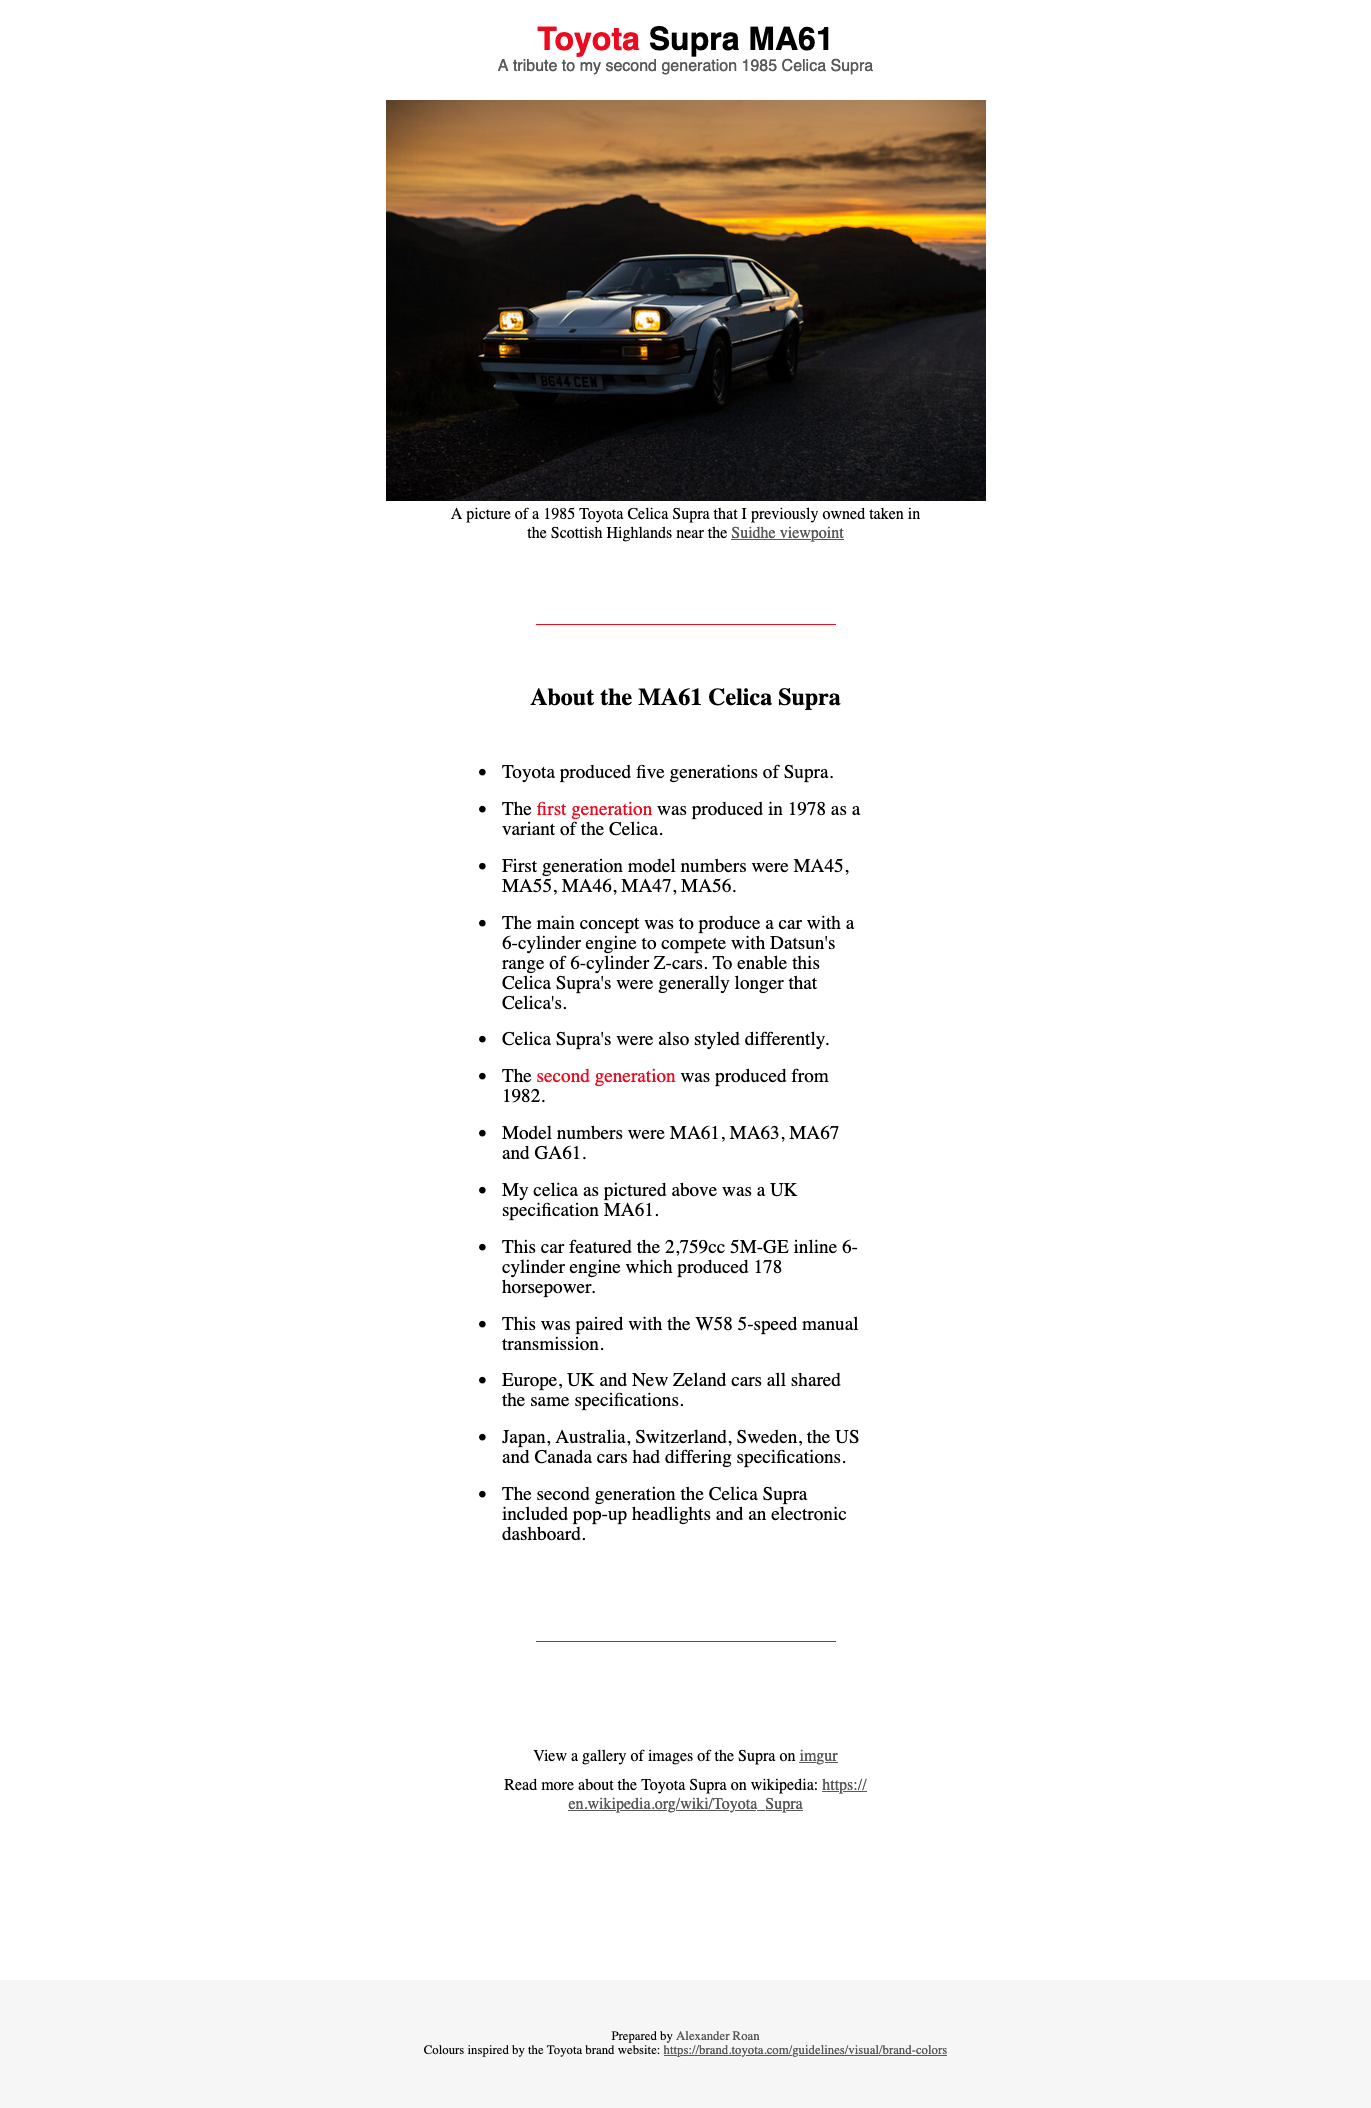 Toyota Supra MA61
A tribute to my second generation 1985 Celica Supra
B644 CEW
A picture of a 1985 Toyota Celica Supra that I previously owned taken in
the Scottish Highlands near the Suidhe viewpoint
About the MA61 Celica Supra
• Toyota produced five generations of Supra.
• The first generation was produced in 1978 as a
variant of the Celica.
• First generation model numbers were MA45,
MA55, MA46, MA47, MA56.
• The main concept was to produce a car with a
6-cylinder engine to compete with Datsun's
range of 6-cylinder Z-cars. To enable this
Celica Supra's were generally longer that
Celica's.
• Celica Supra's were also styled differently.
• The second generation was produced from
1982.
• Model numbers were MA61, MA63, MA67
and GA61.
• My celica as pictured above was a UK
specification MA61.
• This car featured the 2,759cc 5M-GE inline 6-
cylinder engine which produced 178
horsepower.
• This was paired with the W58 5-speed manual
transmission.
• Europe, UK and New Zeland cars all shared
the same specifications.
• Japan, Australia, Switzerland, Sweden, the US
and Canada cars had differing specifications.
• The second generation the Celica Supra
included pop-up headlights and an electronic
dashboard.
View a gallery of images of the Supra on imgur
Read more about the Toyota Supra on wikipedia: https://
en.wikipedia.org/wiki/Toyota_Supra
Prepared by Alexander Roan
Colours inspired by the Toyota brand website: https://brand.toyota.com/guidelines/visual/brand-colors